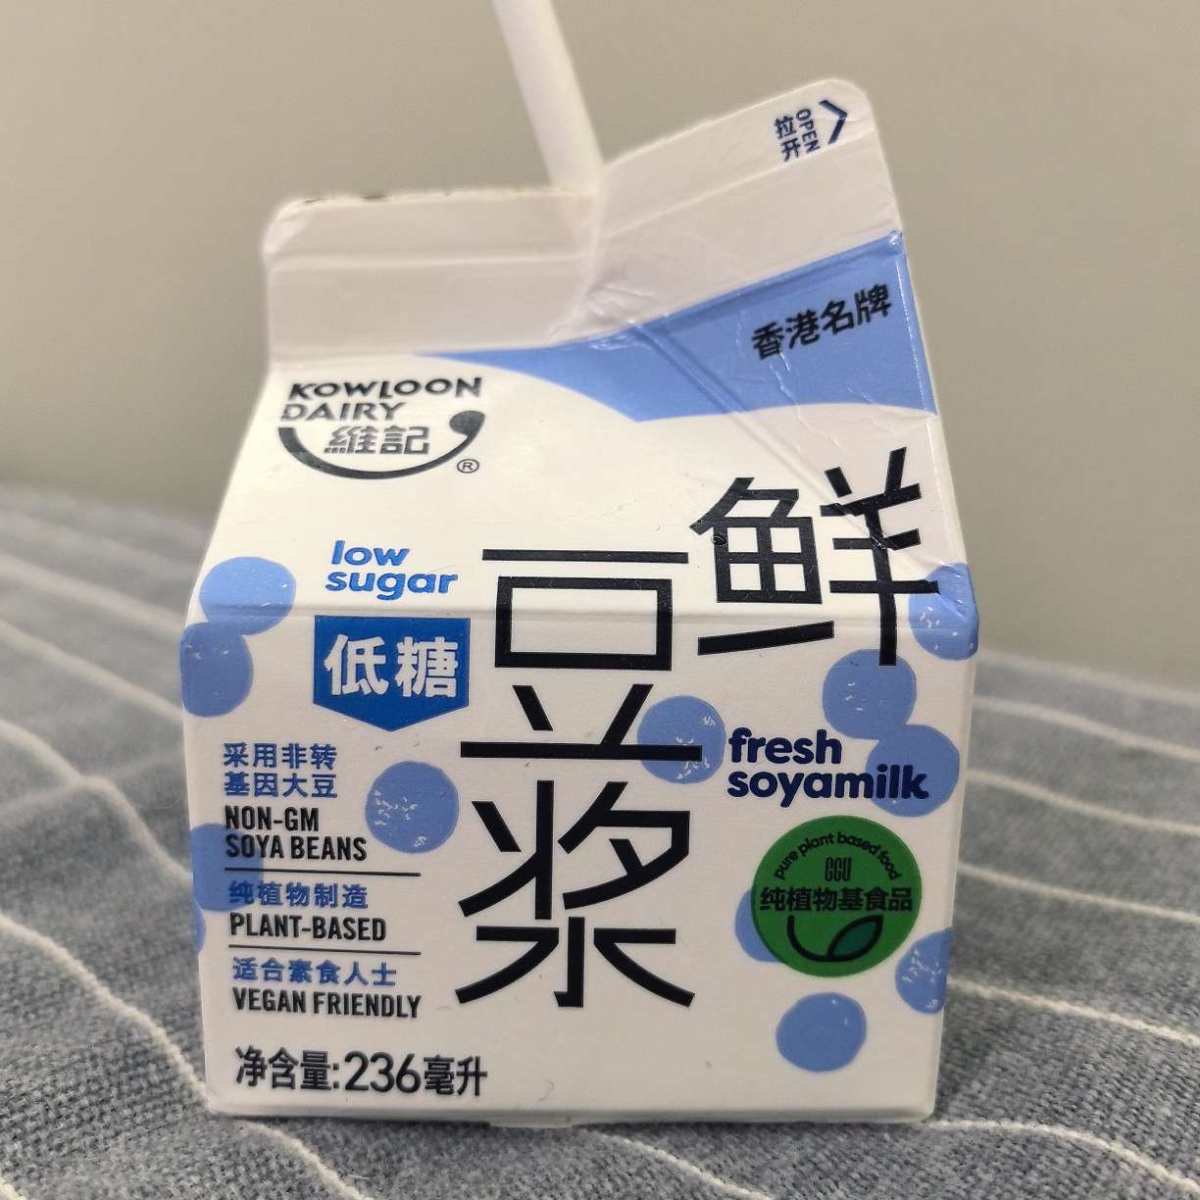 拉开
OPEN
香港名牌
KOWLOON
DAIRY
維記
®
鲜
豆浆
low
sugar
低糖
fresh
soyamilk
采用非转
基因大豆
NON-GM
SOYA BEANS
纯植物制造
PLANT-BASED
适合素食人士
VEGAN FRIENDLY
pure plant based food
CCU
纯植物基食品
净含量:236毫升